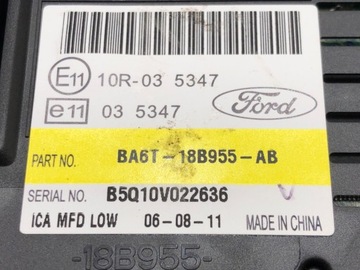 E11 10R-03 5347
e11 03 5347
Ford
PART NO. BA6T-18B955-AB
SERIAL NO. B5Q10V022636
ICA MFD LOW 06-08-11 MADE IN CHINA
-18B955-